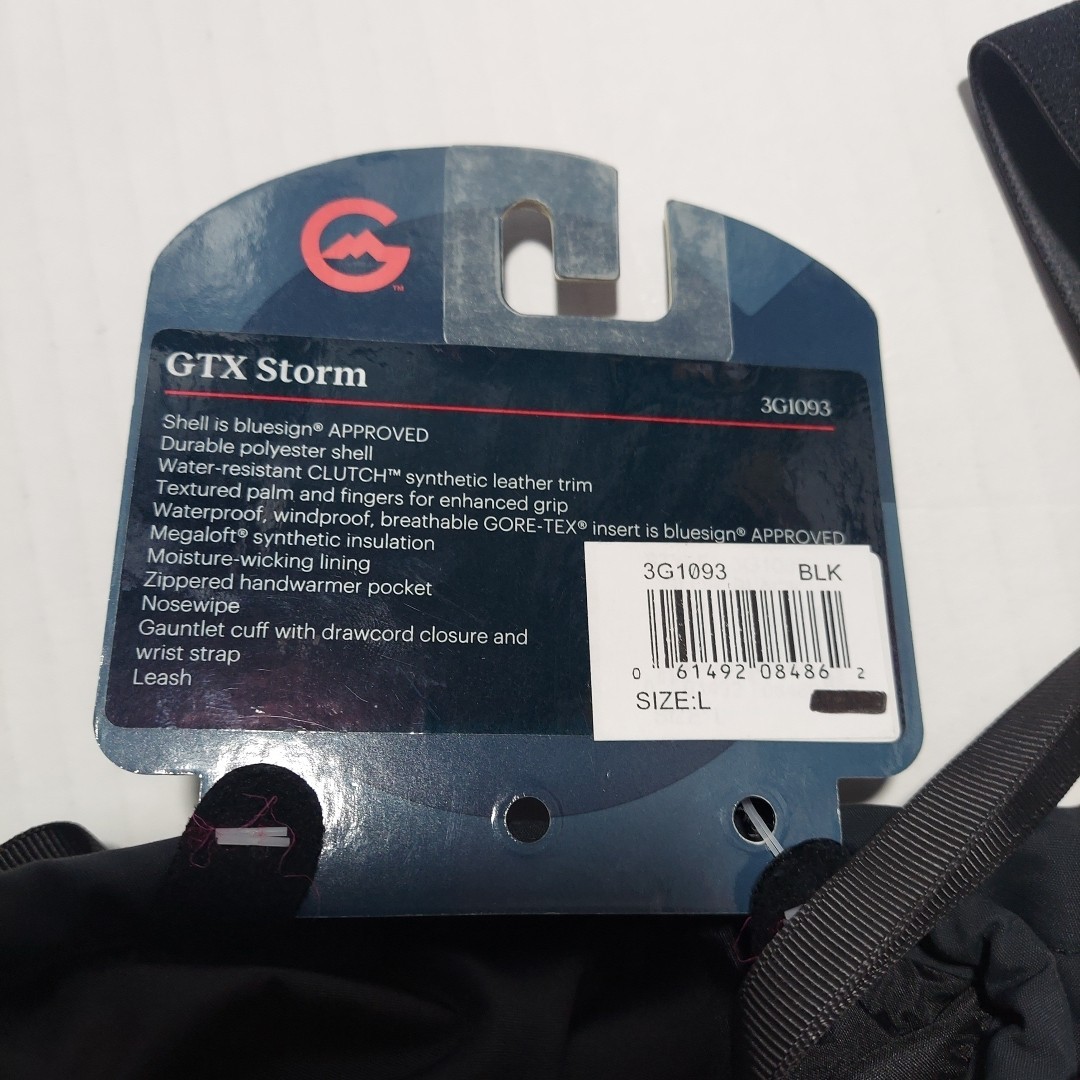 G
TM
GTX Storm
3G1093
Shell is bluesign® APPROVED
Durable polyester shell
Water-resistant CLUTCH™ synthetic leather trim
Textured palm and fingers for enhanced grip
Waterproof, windproof, breathable GORE-TEX® insert is bluesign® APPROVED
Megaloft® synthetic insulation
Moisture-wicking lining
Zippered handwarmer pocket
Nosewipe
Gauntlet cuff with drawcord closure and
wrist strap
Leash
3G1093 BLK
0 61492 08486 2
SIZE:L